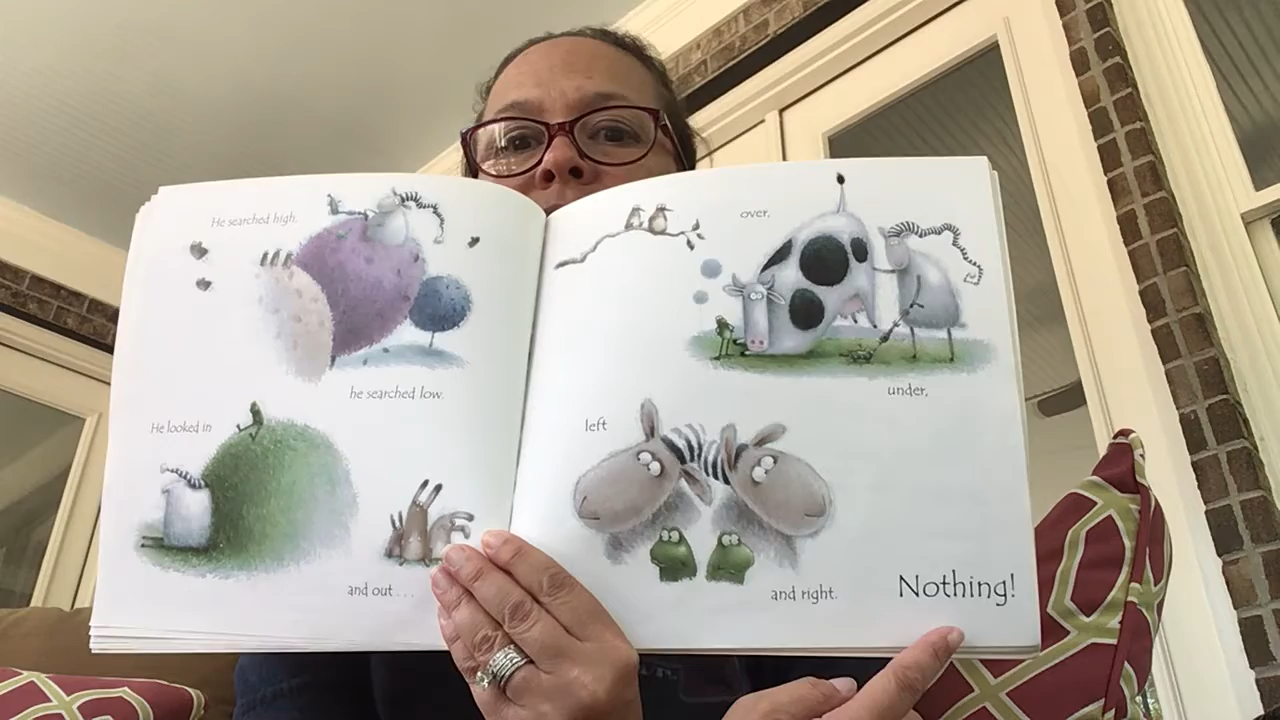 He searched high,
he searched low.
He looked in
and out . . .
over,
under,
left
and right.
Nothing!